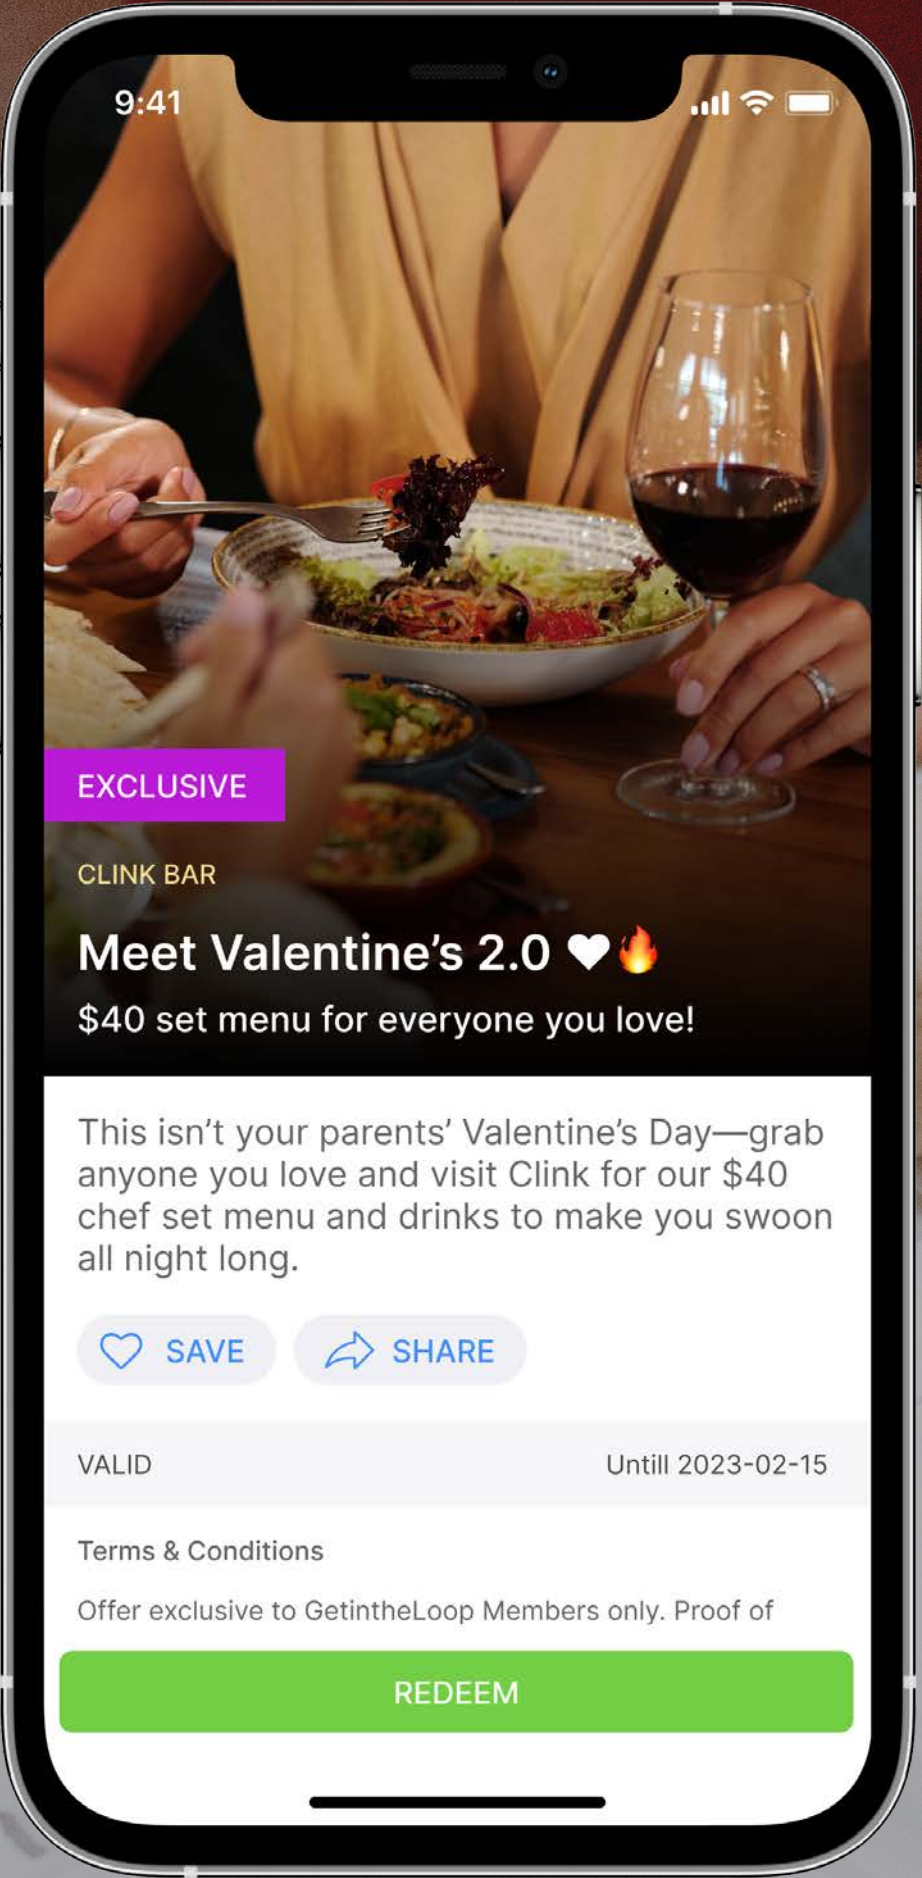 9:41
EXCLUSIVE
CLINK BAR
Meet Valentine’s 2.0 🤍🔥
$40 set menu for everyone you love!
This isn’t your parents’ Valentine’s Day—grab
anyone you love and visit Clink for our $40
chef set menu and drinks to make you swoon
all night long.
SAVE
SHARE
VALID
Untill 2023-02-15
Terms & Conditions
Offer exclusive to GetintheLoop Members only. Proof of
REDEEM